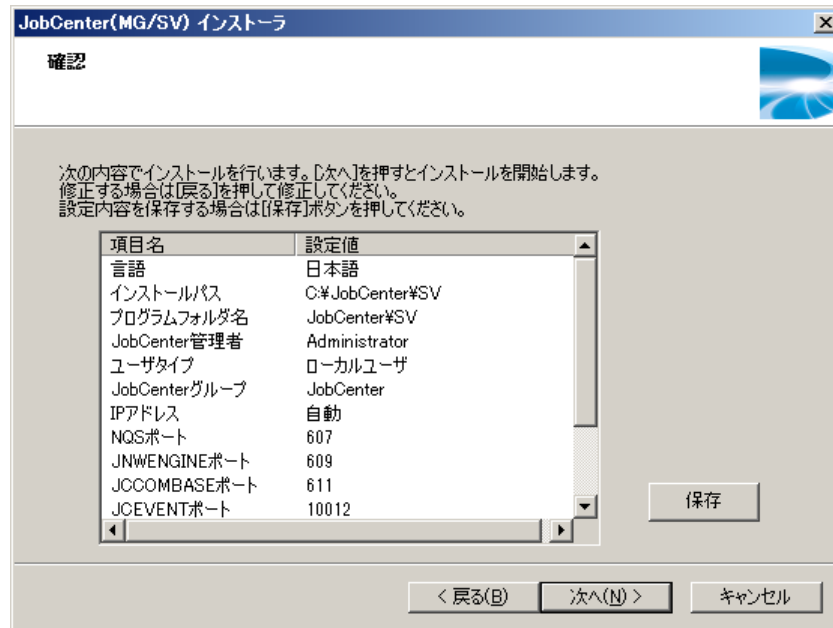 JobCenter(MG/SV) インストーラ
確認
次の内容でインストールを行います。[次へ]を押すとインストールを開始します。
修正する場合は[戻る]を押して修正してください。
設定内容を保存する場合は[保存]ボタンを押してください。
項目名 設定値
言語 日本語
インストールパス C:¥JobCenter¥SV
プログラムフォルダ名 JobCenter¥SV
JobCenter管理者 Administrator
ユーザタイプ ローカルユーザ
JobCenterグループ JobCenter
IPアドレス 自動
NQSポート 607
JNWENGINEポート 609
JCCOMBASEポート 611
JCEVENTポート 10012
保存
< 戻る(B) 次へ(N) > キャンセル